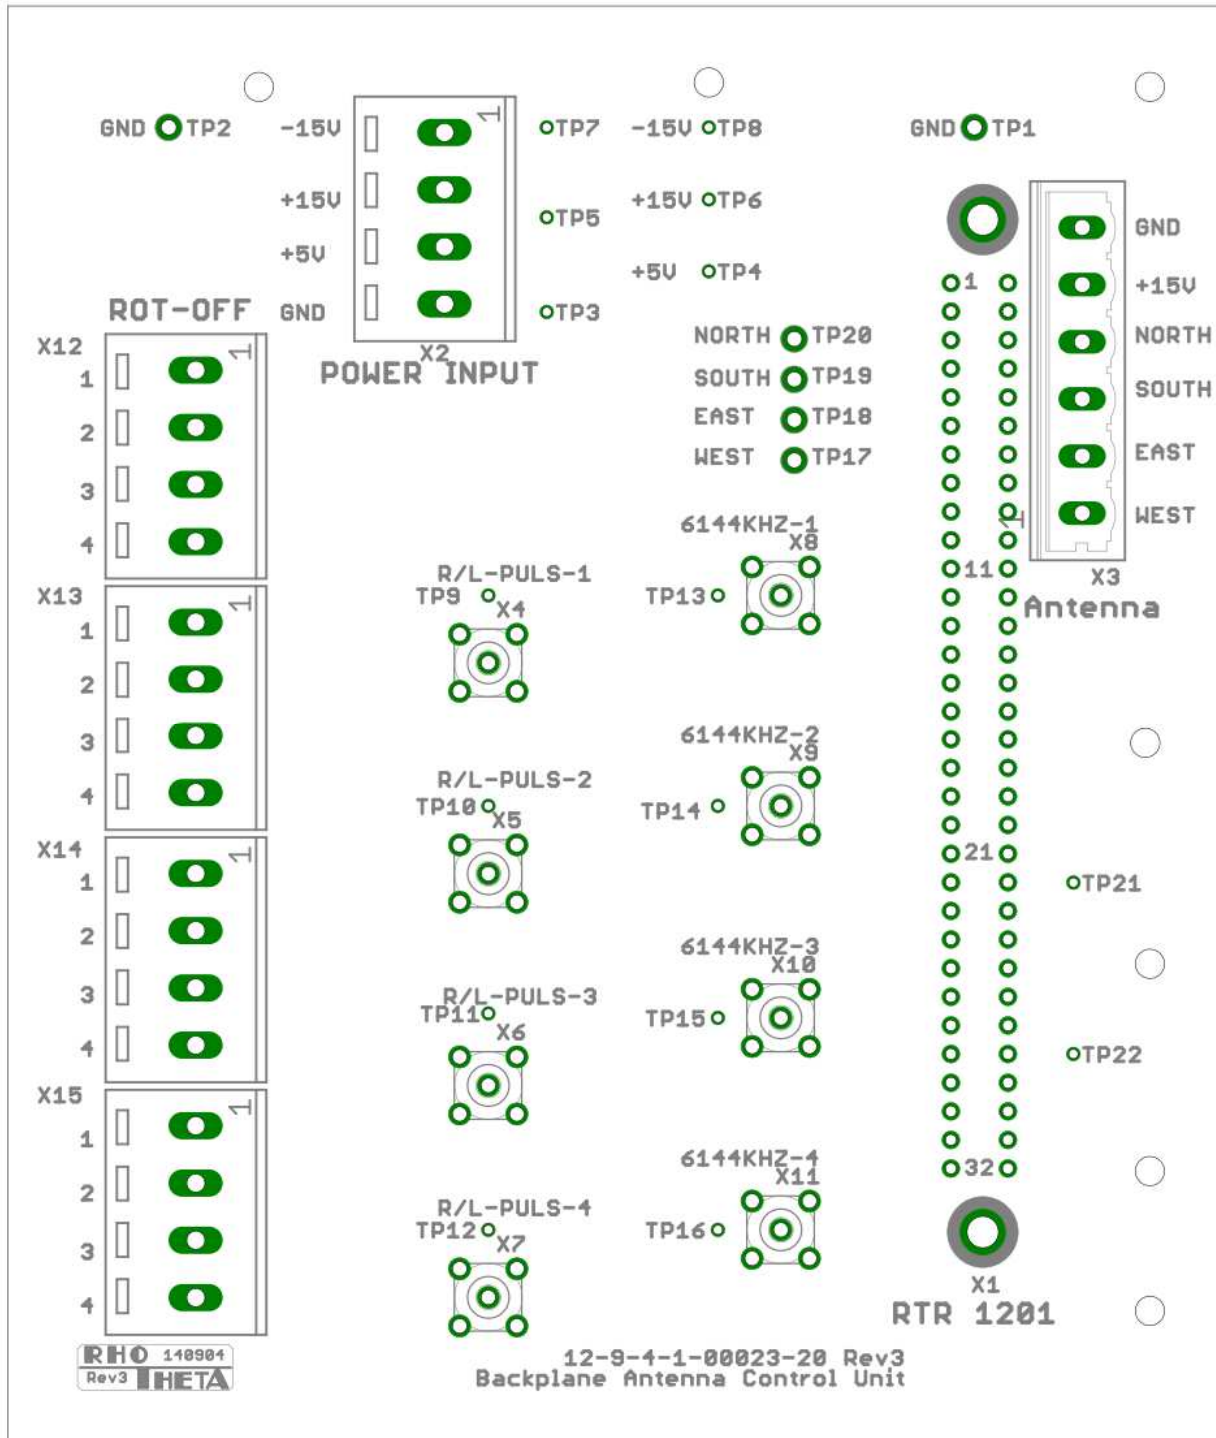 GND TP2 -15V 1 TP7 -15V TP8 GND TP1
+15V TP5 +15V TP6 GND
+5V +5V TP4 1 +15V
ROT-OFF GND TP3
X12 X2 NORTH TP20 NORTH
POWER INPUT
1 1 SOUTH TP19 SOUTH
2 EAST TP18
3 WEST TP17 EAST
4 6144KHZ-1 1 WEST
X8
R/L-PULS-1 11 X3
X13 TP9 TP13 Antenna
1 1 X4
2
3 6144KHZ-2
X9
4 R/L-PULS-2
TP10 TP14
X14 1 X5 21
1 TP21
2 6144KHZ-3
X10
3 R/L-PULS-3
TP11 TP15
4 X6 TP22
X15
1 1 6144KHZ-4 32
X11
2 R/L-PULS-4
TP12 TP16
3 X7
X1
4 RTR 1201
RHO 140904
Rev3 THETA
12-9-4-1-00023-20 Rev3
Backplane Antenna Control Unit